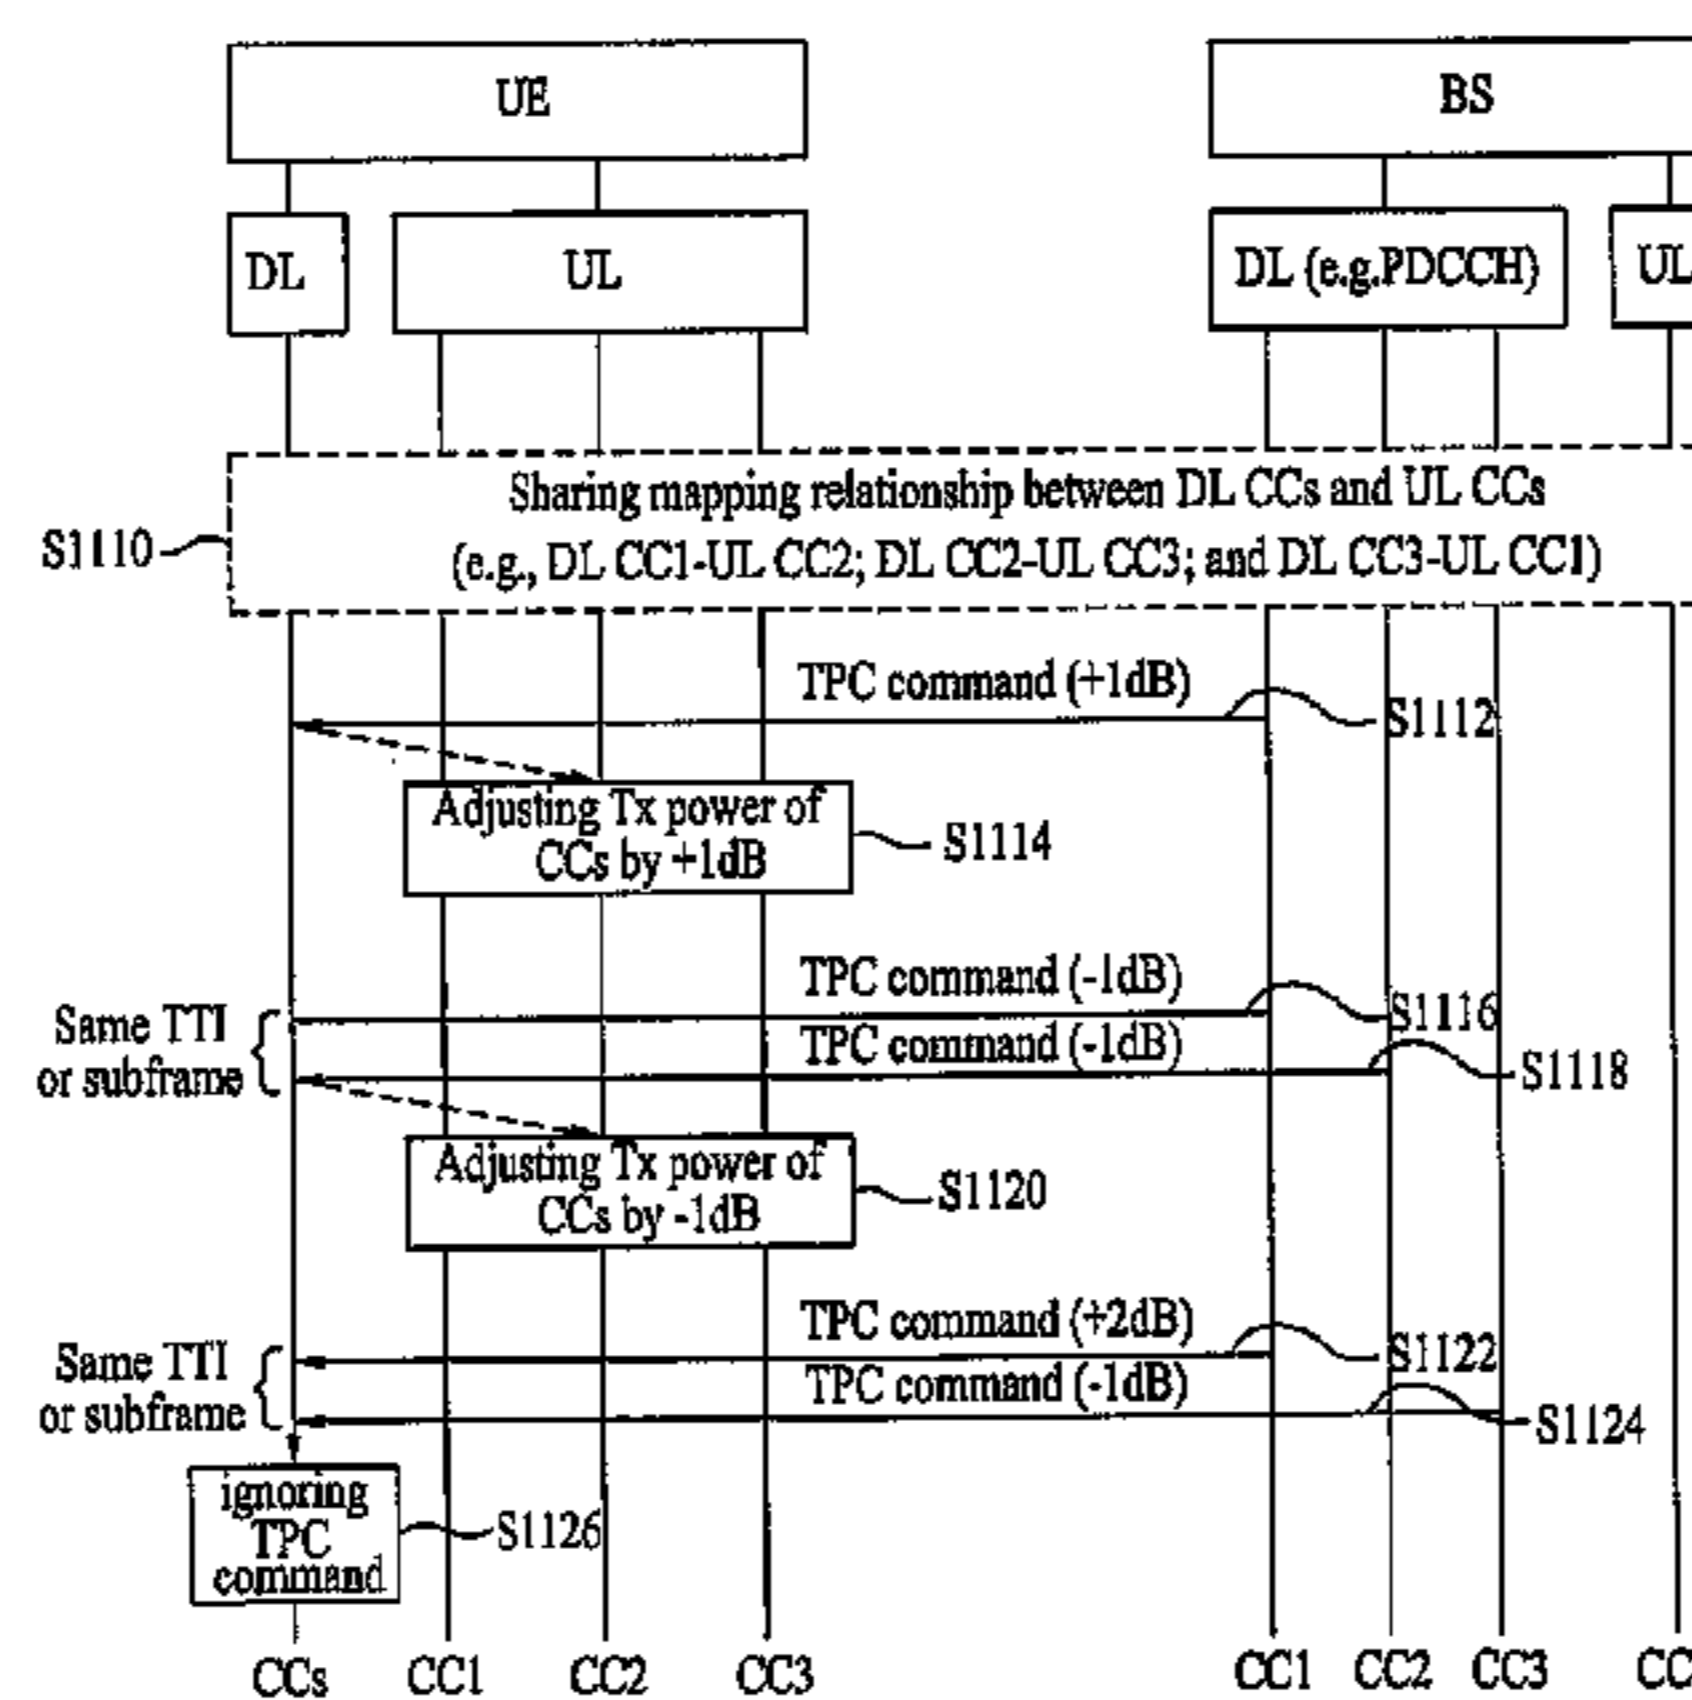 UE
BS
DL
UL
DL (e.g.PDCCH)
UL
Sharing mapping relationship between DL CCs and UL CCs
(e.g., DL CC1-UL CC2; DL CC2-UL CC3; and DL CC3-UL CC1)
S1110
TPC command (+1dB)
S1112
Adjusting Tx power of
CCs by +1dB
S1114
TPC command (-1dB)
S1116
Same TTI
or subframe
TPC command (-1dB)
S1118
Adjusting Tx power of
CCs by -1dB
S1120
TPC command (+2dB)
S1122
Same TTI
or subframe
TPC command (-1dB)
S1124
ignoring
TPC
command
S1126
CCs
CC1
CC2
CC3
CC1
CC2
CC3
CC